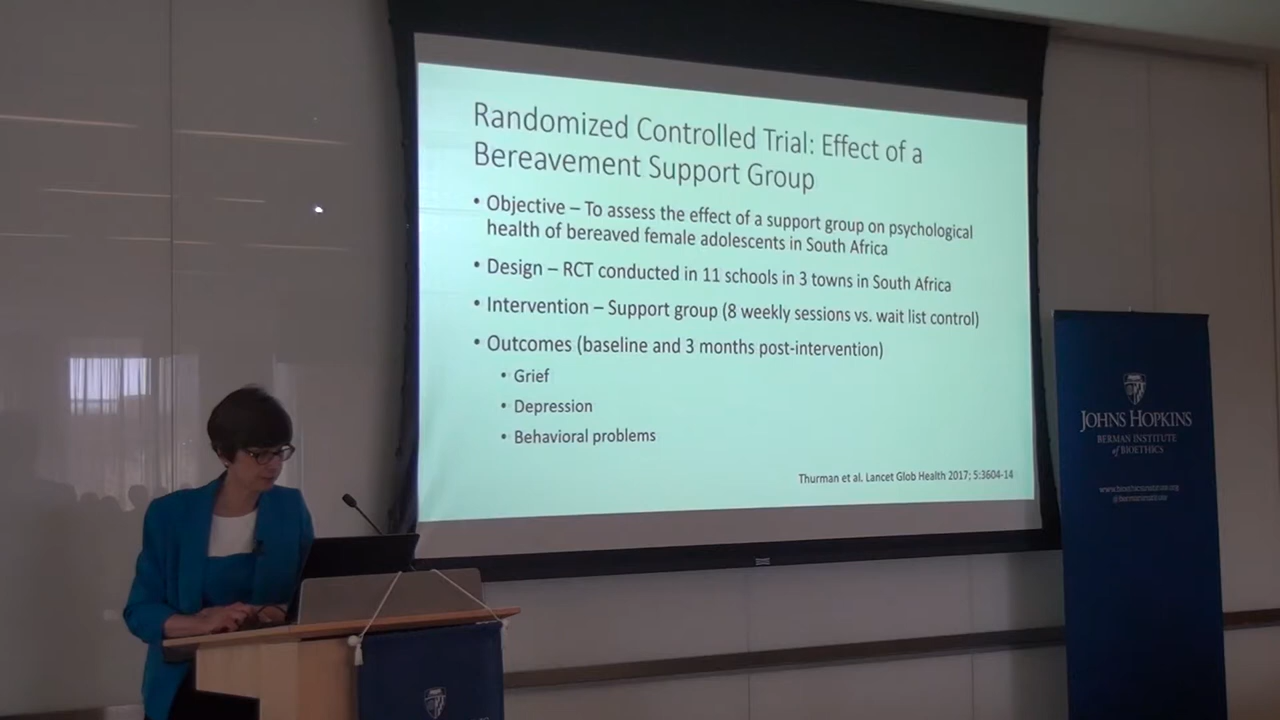 Randomized Controlled Trial: Effect of a
Bereavement Support Group
• Objective – To assess the effect of a support group on psychological
health of bereaved female adolescents in South Africa
• Design – RCT conducted in 11 schools in 3 towns in South Africa
• Intervention – Support group (8 weekly sessions vs. wait list control)
• Outcomes (baseline and 3 months post-intervention)
• Grief
• Depression
• Behavioral problems
Thurman et al. Lancet Glob Health 2017; 5:3604-14
JOHNS HOPKINS
BERMAN INSTITUTE
of BIOETHICS